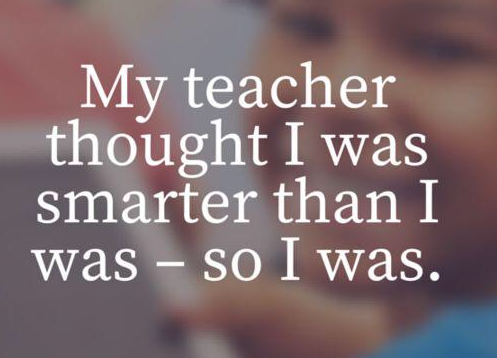 My teacher
thought I was
smarter than I
was – so I was.